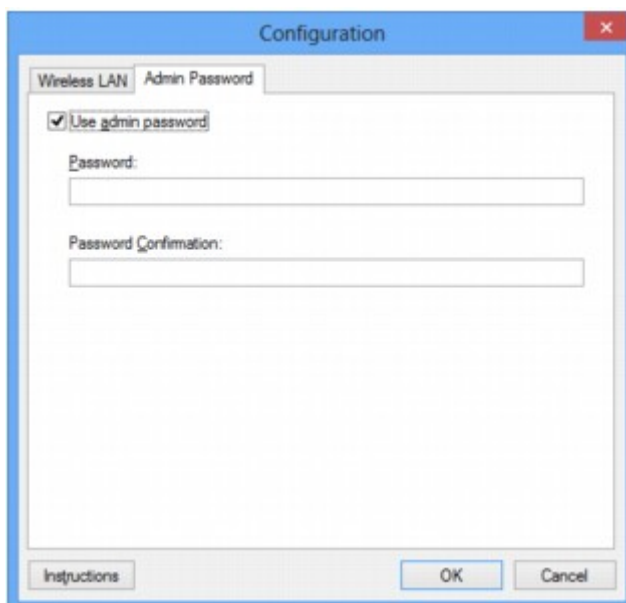 Configuration
Wireless LAN Admin Password
Use admin password
Password:
Password Confirmation:
Instructions OK Cancel